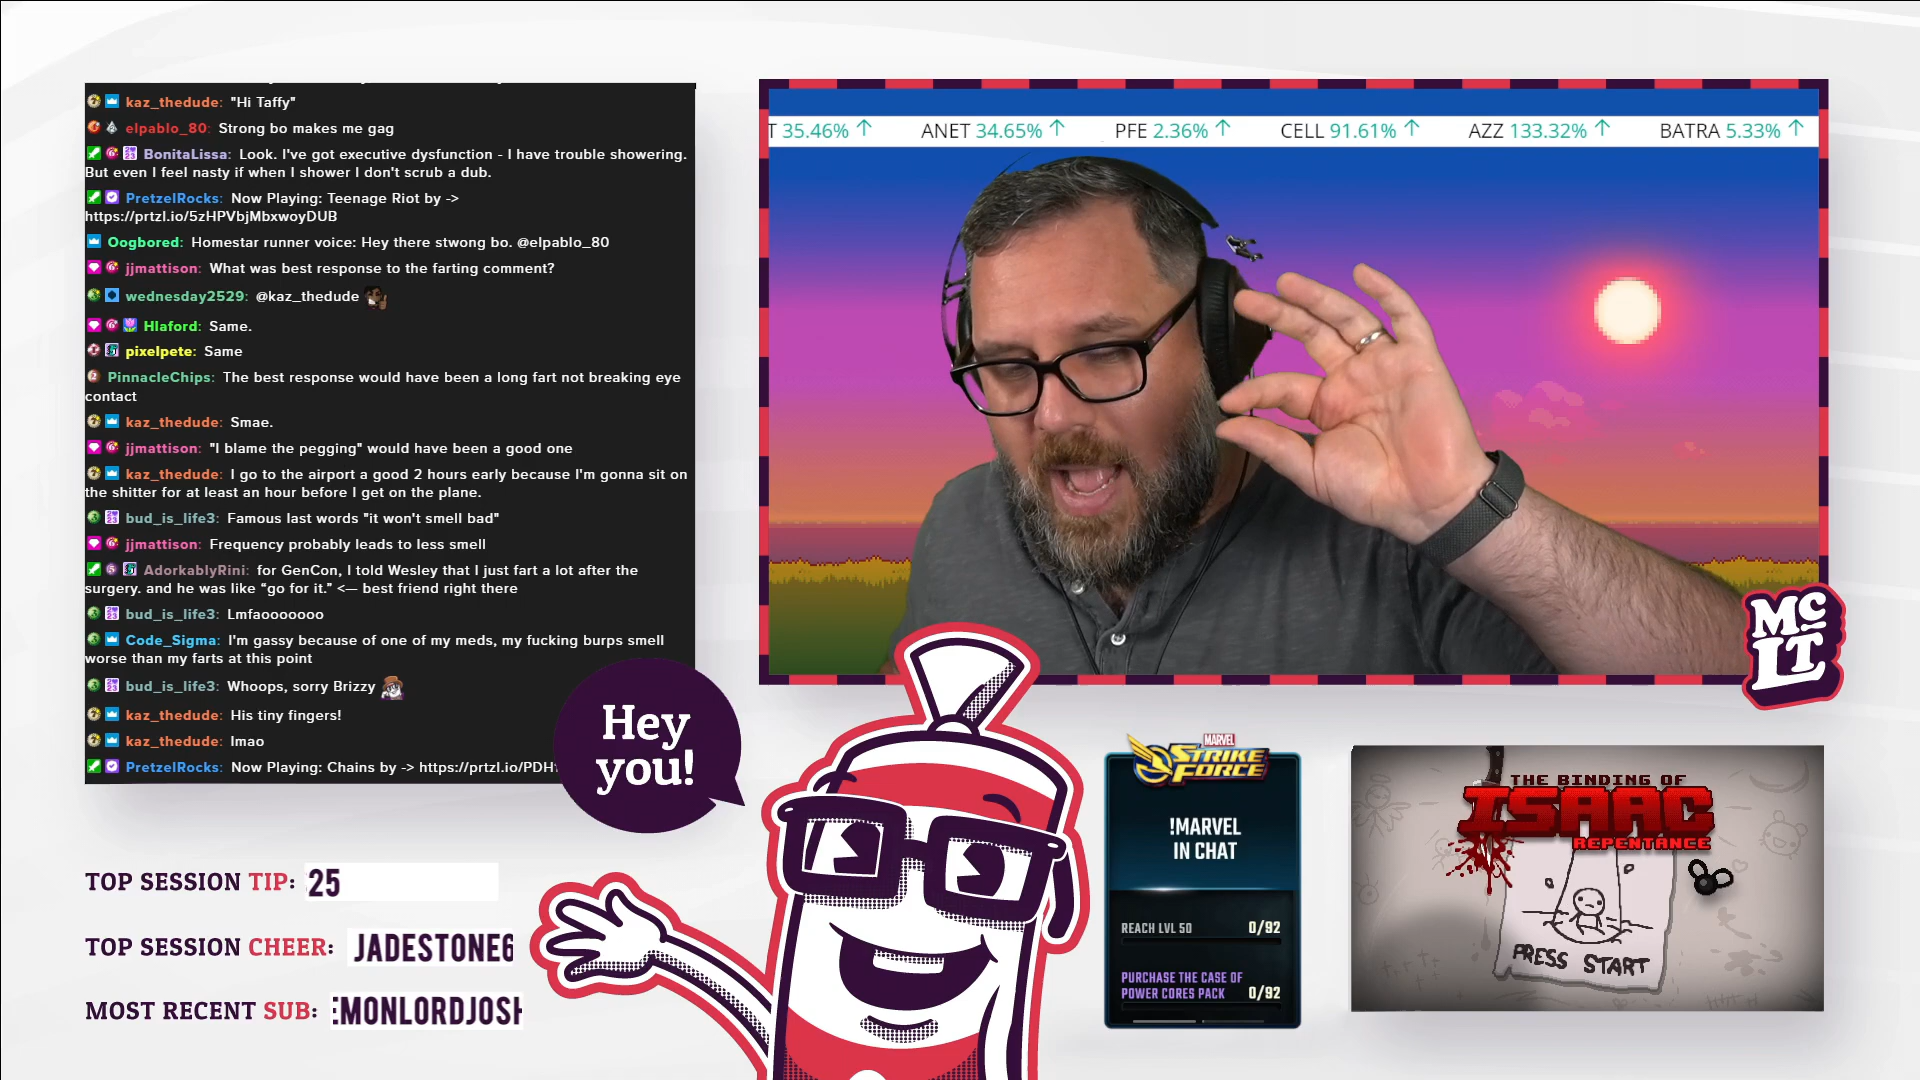 kaz_thedude: "Hi Taffy"
elpablo_80: Strong bo makes me gag
BonitaLissa: Look. I've got executive dysfunction - I have trouble showering.
But even I feel nasty if when I shower I don't scrub a dub.
PretzelRocks: Now Playing: Teenage Riot by ->
https://prtzl.io/5zHPVbjMbxwoyDUB
Oogbored: Homestar runner voice: Hey there stwong bo. @elpablo_80
jjmattison: What was best response to the farting comment?
wednesday2529: @kaz_thedude
Hlaford: Same.
pixelpete: Same
PinnacleChips: The best response would have been a long fart not breaking eye
contact
kaz_thedude: Smae.
jjmattison: "I blame the pegging" would have been a good one
kaz_thedude: I go to the airport a good 2 hours early because I'm gonna sit on
the shitter for at least an hour before I get on the plane.
bud_is_life3: Famous last words "it won't smell bad"
jjmattison: Frequency probably leads to less smell
AdorkablyRini: for GenCon, I told Wesley that I just fart a lot after the
surgery. and he was like “go for it.” <— best friend right there
bud_is_life3: Lmfaooooooo
Code_Sigma: I'm gassy because of one of my meds, my fucking burps smell
worse than my farts at this point
bud_is_life3: Whoops, sorry Brizzy
kaz_thedude: His tiny fingers!
kaz_thedude: lmao
PretzelRocks: Now Playing: Chains by -> https://prtzl.io/PDH
T 35.46% ↑ ANET 34.65% ↑ PFE 2.36% ↑ CELL 91.61% ↑ AZZ 133.32% ↑ BATRA 5.33% ↑
McLT
Hey
you!
TOP SESSION TIP: 25
TOP SESSION CHEER: JADESTONE6
MOST RECENT SUB: EMONLORDJOSH
MARVEL
STRIKE
FORCE
!MARVEL
IN CHAT
REACH LVL 50 0/92
PURCHASE THE CASE OF
POWER CORES PACK 0/92
THE BINDING OF
ISAAC
REPENTANCE
PRESS START